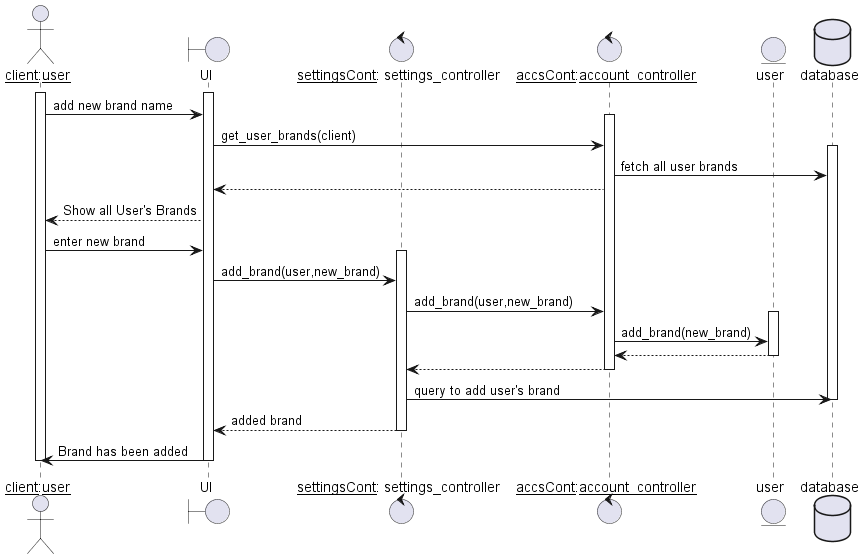 client:user
UI
settingsCont: settings_controller
accsCont:account_controller
user
database
add new brand name
get_user_brands(client)
fetch all user brands
Show all User's Brands
enter new brand
add_brand(user,new_brand)
add_brand(user,new_brand)
add_brand(new_brand)
query to add user's brand
added brand
Brand has been added
client:user
UI
settingsCont: settings_controller
accsCont:account_controller
user
database